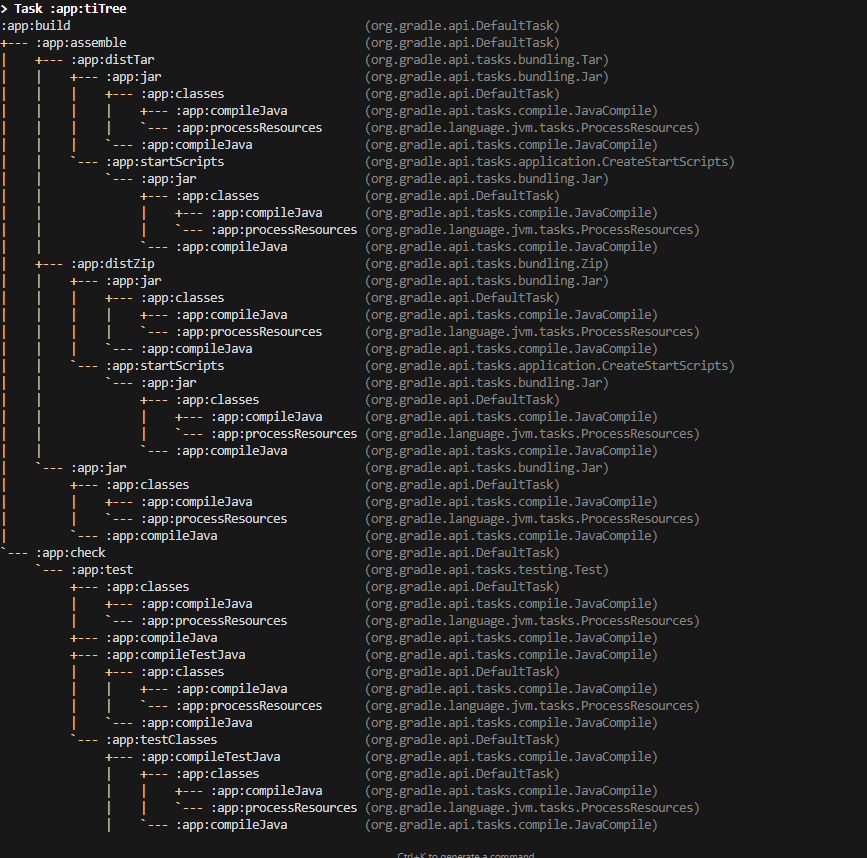 > Task :app:tiTree
:app:build                                          (org.gradle.api.DefaultTask)
+--- :app:assemble                                  (org.gradle.api.DefaultTask)
|    +--- :app:distTar                              (org.gradle.api.tasks.bundling.Tar)
|    |    +--- :app:jar                             (org.gradle.api.tasks.bundling.Jar)
|    |    |    +--- :app:classes                    (org.gradle.api.DefaultTask)
|    |    |    |    +--- :app:compileJava           (org.gradle.api.tasks.compile.JavaCompile)
|    |    |    |    `--- :app:processResources      (org.gradle.language.jvm.tasks.ProcessResources)
|    |    |    `--- :app:compileJava                (org.gradle.api.tasks.compile.JavaCompile)
|    |    `--- :app:startScripts                    (org.gradle.api.tasks.application.CreateStartScripts)
|    |         `--- :app:jar                        (org.gradle.api.tasks.bundling.Jar)
|    |              +--- :app:classes               (org.gradle.api.DefaultTask)
|    |              |    +--- :app:compileJava      (org.gradle.api.tasks.compile.JavaCompile)
|    |              |    `--- :app:processResources (org.gradle.language.jvm.tasks.ProcessResources)
|    |              `--- :app:compileJava           (org.gradle.api.tasks.compile.JavaCompile)
|    +--- :app:distZip                              (org.gradle.api.tasks.bundling.Zip)
|    |    +--- :app:jar                             (org.gradle.api.tasks.bundling.Jar)
|    |    |    +--- :app:classes                    (org.gradle.api.DefaultTask)
|    |    |    |    +--- :app:compileJava           (org.gradle.api.tasks.compile.JavaCompile)
|    |    |    |    `--- :app:processResources      (org.gradle.language.jvm.tasks.ProcessResources)
|    |    |    `--- :app:compileJava                (org.gradle.api.tasks.compile.JavaCompile)
|    |    `--- :app:startScripts                    (org.gradle.api.tasks.application.CreateStartScripts)
|    |         `--- :app:jar                        (org.gradle.api.tasks.bundling.Jar)
|    |              +--- :app:classes               (org.gradle.api.DefaultTask)
|    |              |    +--- :app:compileJava      (org.gradle.api.tasks.compile.JavaCompile)
|    |              |    `--- :app:processResources (org.gradle.language.jvm.tasks.ProcessResources)
|    |              `--- :app:compileJava           (org.gradle.api.tasks.compile.JavaCompile)
|    `--- :app:jar                                  (org.gradle.api.tasks.bundling.Jar)
|         +--- :app:classes                         (org.gradle.api.DefaultTask)
|         |    +--- :app:compileJava                (org.gradle.api.tasks.compile.JavaCompile)
|         |    `--- :app:processResources           (org.gradle.language.jvm.tasks.ProcessResources)
|         `--- :app:compileJava                     (org.gradle.api.tasks.compile.JavaCompile)
`--- :app:check                                     (org.gradle.api.DefaultTask)
     `--- :app:test                                 (org.gradle.api.tasks.testing.Test)
          +--- :app:classes                         (org.gradle.api.DefaultTask)
          |    +--- :app:compileJava                (org.gradle.api.tasks.compile.JavaCompile)
          |    `--- :app:processResources           (org.gradle.language.jvm.tasks.ProcessResources)
          +--- :app:compileJava                     (org.gradle.api.tasks.compile.JavaCompile)
          +--- :app:compileTestJava                 (org.gradle.api.tasks.compile.JavaCompile)
          |    +--- :app:classes                    (org.gradle.api.DefaultTask)
          |    |    +--- :app:compileJava           (org.gradle.api.tasks.compile.JavaCompile)
          |    |    `--- :app:processResources      (org.gradle.language.jvm.tasks.ProcessResources)
          |    `--- :app:compileJava                (org.gradle.api.tasks.compile.JavaCompile)
          `--- :app:testClasses                     (org.gradle.api.DefaultTask)
               +--- :app:compileTestJava            (org.gradle.api.tasks.compile.JavaCompile)
               |    +--- :app:classes               (org.gradle.api.DefaultTask)
               |    |    +--- :app:compileJava      (org.gradle.api.tasks.compile.JavaCompile)
               |    |    `--- :app:processResources (org.gradle.language.jvm.tasks.ProcessResources)
               |    `--- :app:compileJava           (org.gradle.api.tasks.compile.JavaCompile)
Ctrl+K to generate a command